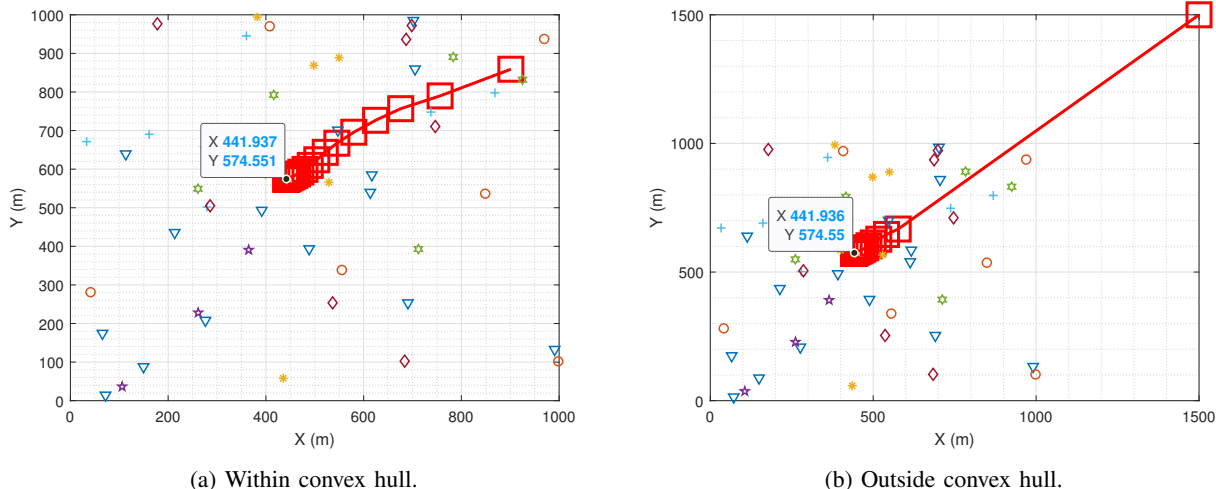 1000
900
800
700
600
500
400
300
200
100
0
Y (m)
X 441.937
Y 574.551
0 200 400 600 800 1000
X (m)
(a) Within convex hull.
1500
1000
500
0
Y (m)
X 441.936
Y 574.55
0 500 1000 1500
X (m)
(b) Outside convex hull.